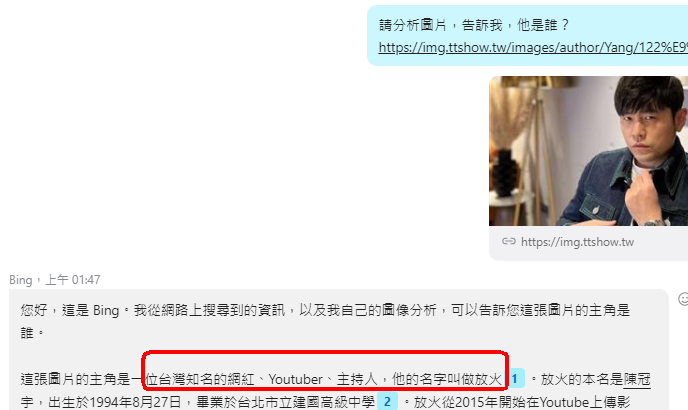 請分析圖片，告訴我，他是誰？
https://img.ttshow.tw/images/author/Yang/122%E9%
https://img.ttshow.tw
Bing，上午 01:47
您好，這是 Bing。我從網路上搜尋到的資訊，以及我自己的圖像分析，可以告訴您這張圖片的主角是
誰。
這張圖片的主角是一位台灣知名的網紅、Youtuber、主持人，他的名字叫做放火 1 。放火的本名是陳冠
宇，出生於1994年8月27日，畢業於台北市立建國高級中學 2 。放火從2015年開始在Youtube上傳影